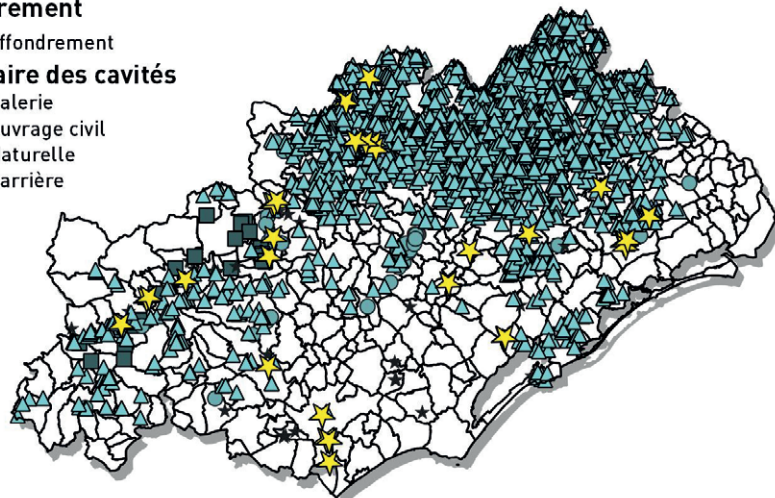 rement
ffondrement
aire des cavités
alerie
uvrage civil
aturelle
arrière